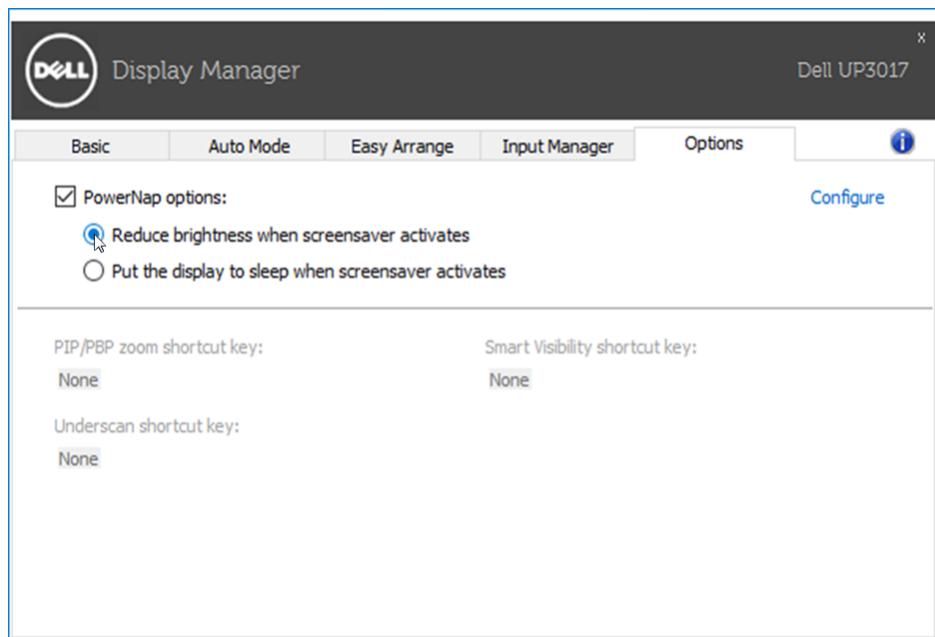 x
DELL Display Manager Dell UP3017
Basic Auto Mode Easy Arrange Input Manager Options i
PowerNap options: Configure
Reduce brightness when screensaver activates
Put the display to sleep when screensaver activates
PIP/PBP zoom shortcut key: Smart Visibility shortcut key:
None None
Underscan shortcut key:
None